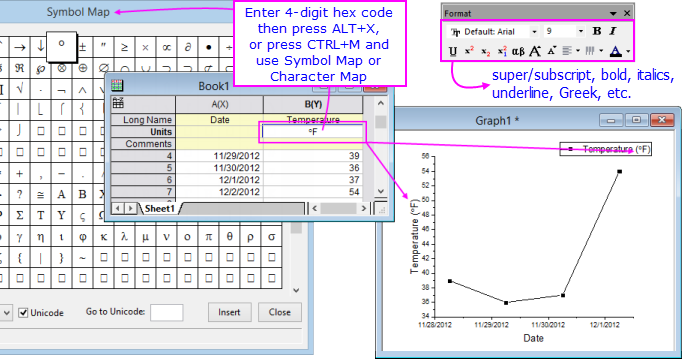 Symbol Map
Enter 4-digit hex code
then press ALT+X,
or press CTRL+M and
use Symbol Map or
Character Map
Format
Default: Arial 9 B I
U x² x₂ x₁² αβ A A A
super/subscript, bold, italics,
underline, Greek, etc.
Book1
A(X) B(Y)
Long Name Date Temperature
Units °F
Comments
4 11/29/2012 39
5 11/30/2012 36
6 12/1/2012 37
7 12/2/2012 54
Sheet1
Graph1 *
Temperature (°F)
Temperature (°F)
56
54
52
50
48
46
44
42
40
38
36
34
11/28/2012 11/29/2012 11/30/2012 12/1/2012
Date
→ ↓ ° ± ″ ≥ × ∝ ∂ • ÷
ℜ ℘ ⊗ ⊕ ∅ ∩ ∪ ⊃
+ , − . /
> ? ≅ Α Β Χ
Ρ Σ Τ Υ ς Ω
γ η ι φ κ λ μ ν ο π θ ρ σ
ζ { | } ~
Unicode Go to Unicode: Insert Close